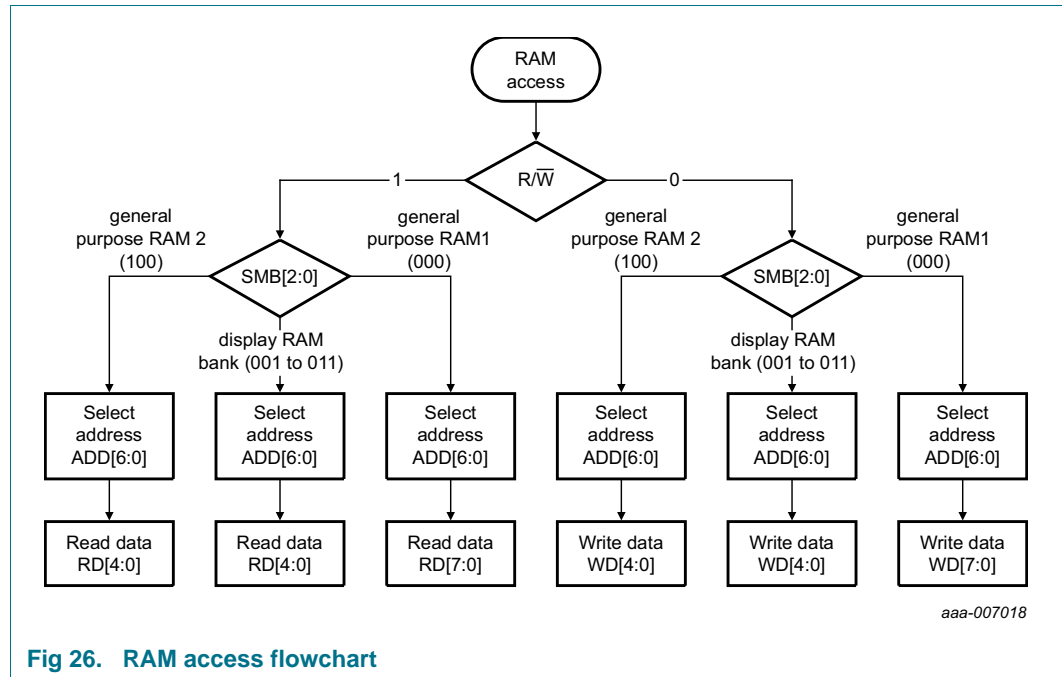 RAM
access
R/W̅
1
0
general
purpose RAM 2
(100)
general
purpose RAM1
(000)
general
purpose RAM 2
(100)
general
purpose RAM1
(000)
SMB[2:0]
SMB[2:0]
display RAM
bank (001 to 011)
display RAM
bank (001 to 011)
Select
address
ADD[6:0]
Select
address
ADD[6:0]
Select
address
ADD[6:0]
Select
address
ADD[6:0]
Select
address
ADD[6:0]
Select
address
ADD[6:0]
Read data
RD[4:0]
Read data
RD[4:0]
Read data
RD[7:0]
Write data
WD[4:0]
Write data
WD[4:0]
Write data
WD[7:0]
aaa-007018
Fig 26. RAM access flowchart